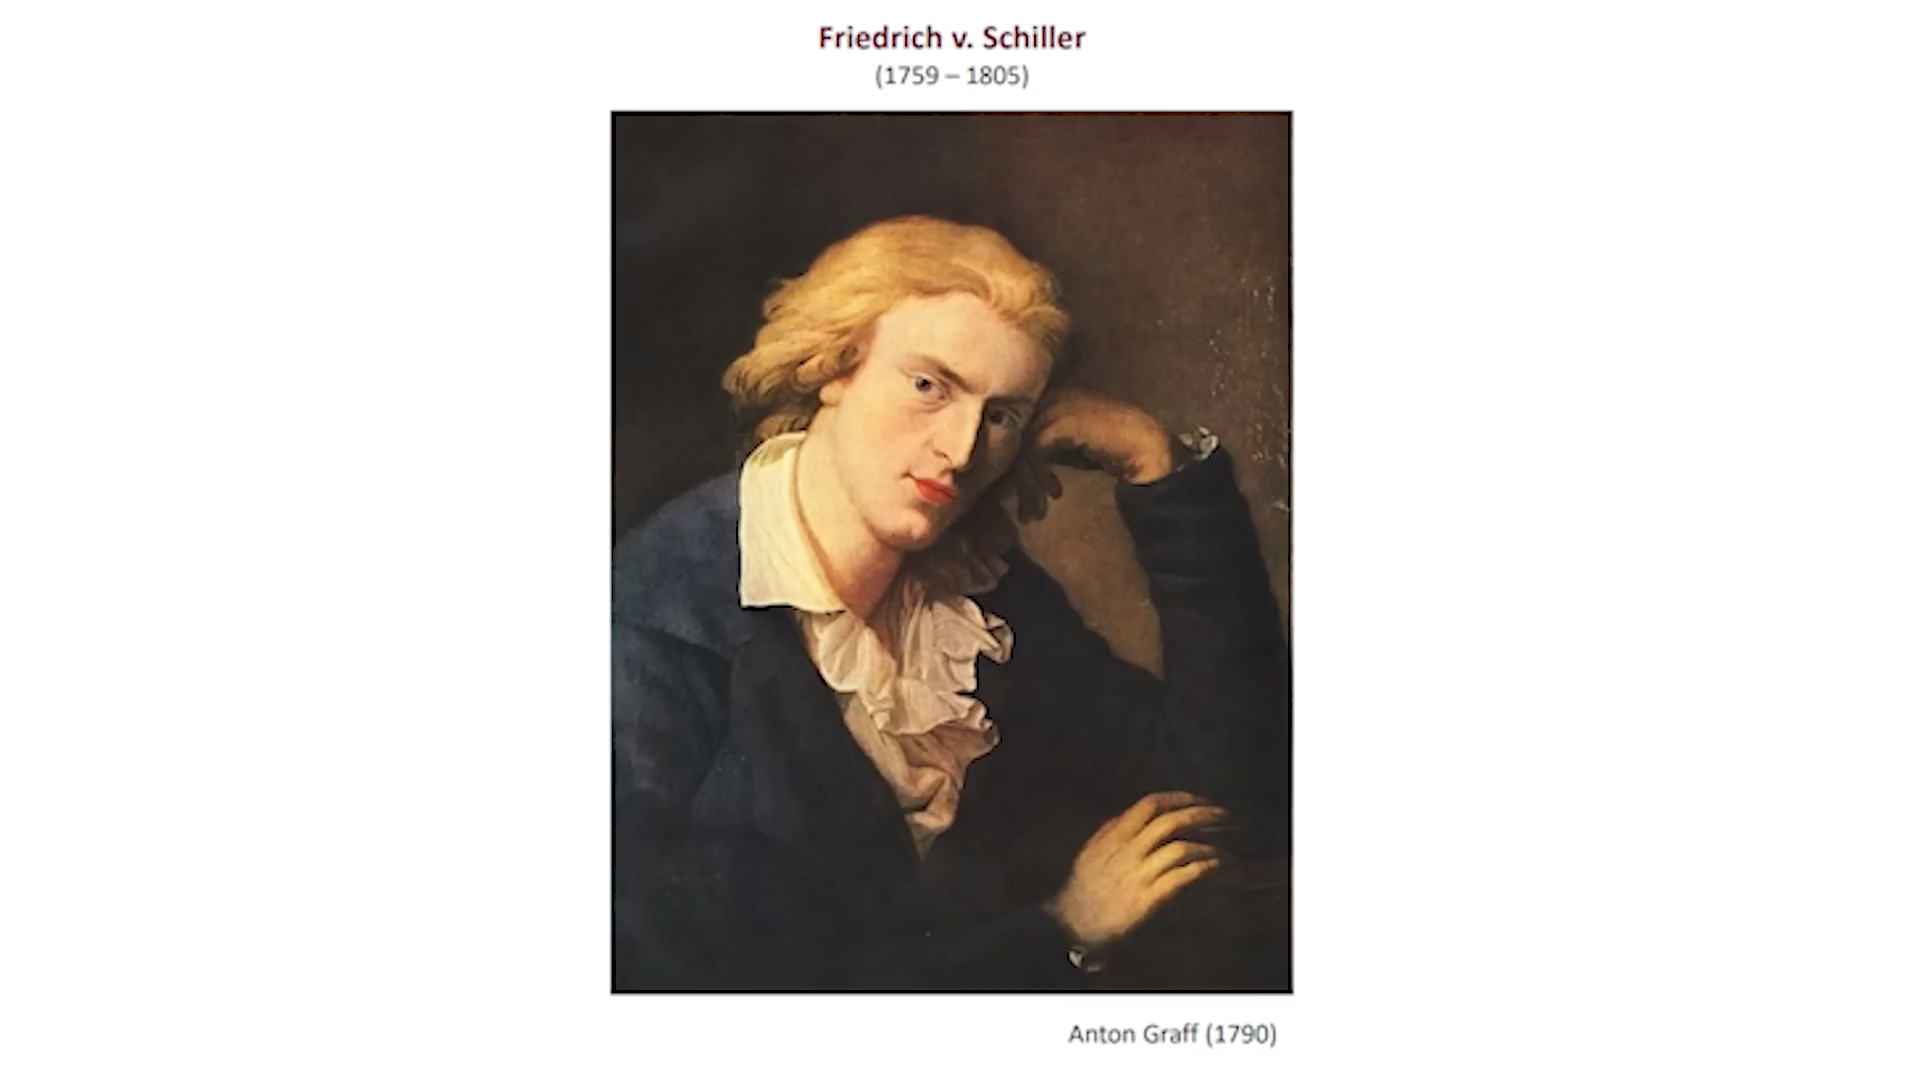 Friedrich v. Schiller
(1759 – 1805)
Anton Graff (1790)